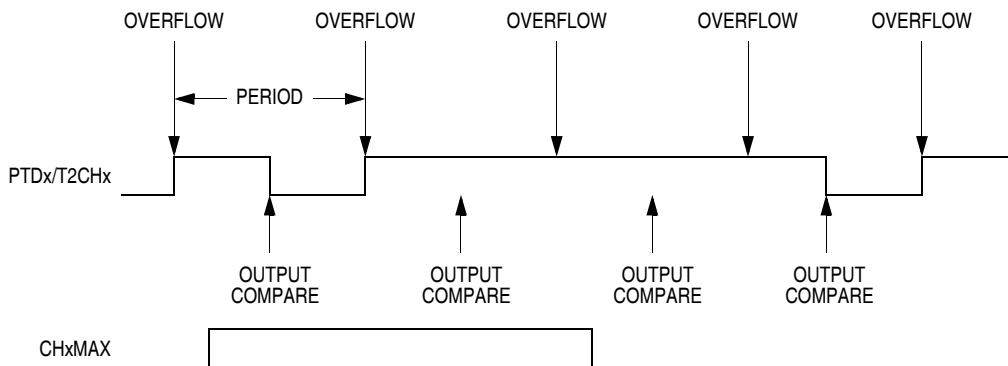 OVERFLOW OVERFLOW OVERFLOW OVERFLOW OVERFLOW
PERIOD
PTDx/T2CHx
OUTPUT OUTPUT OUTPUT OUTPUT
COMPARE COMPARE COMPARE COMPARE
CHxMAX